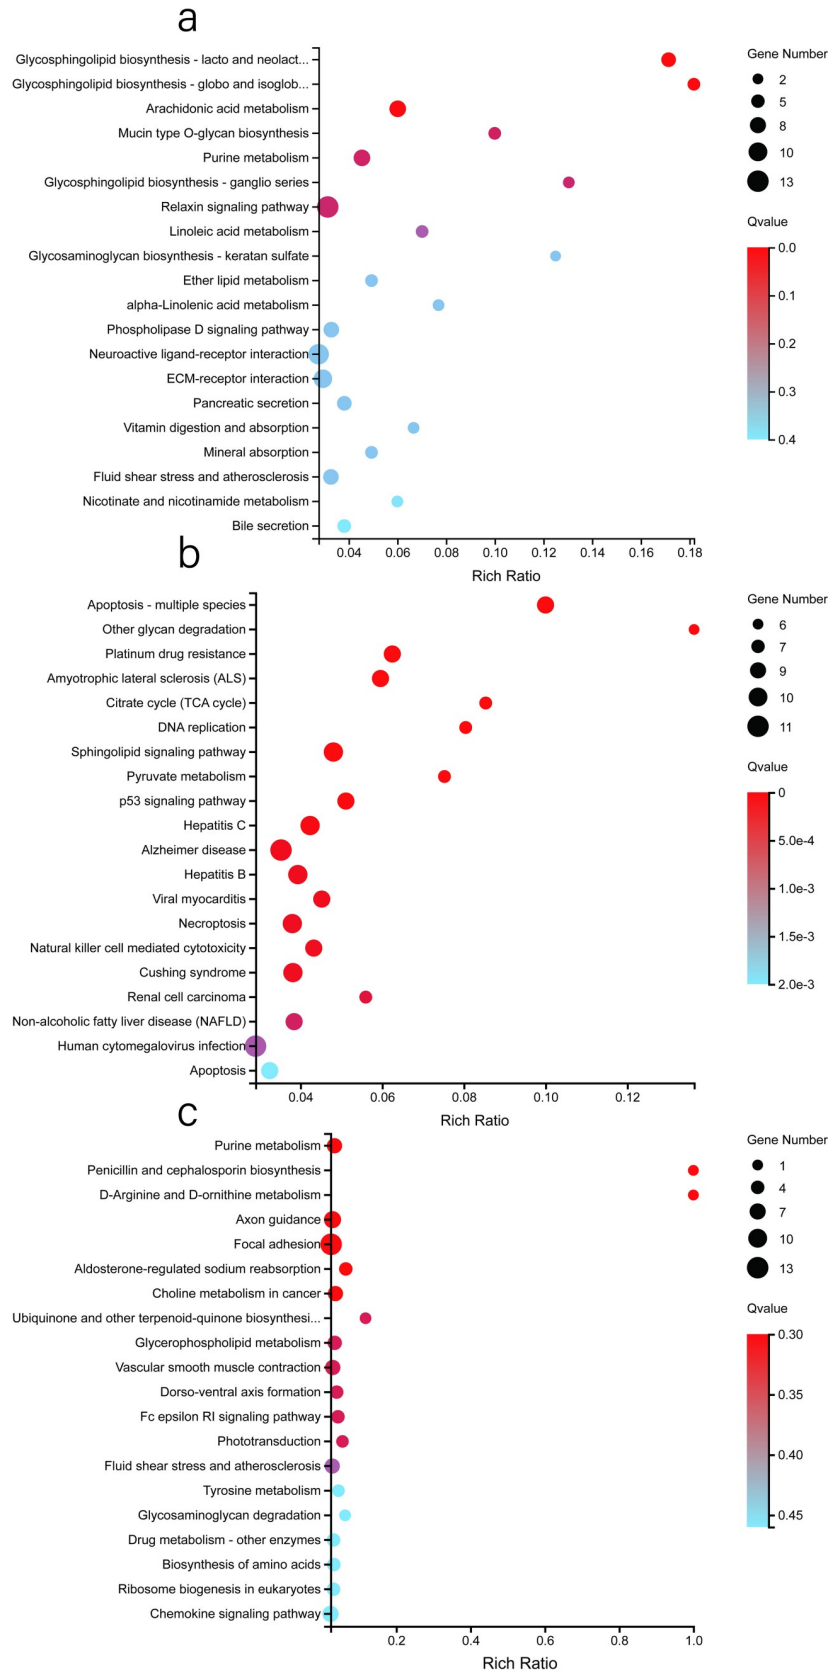 a
Glycosphingolipid biosynthesis - lacto and neolact...
Glycosphingolipid biosynthesis - globo and isoglob...
Arachidonic acid metabolism
Mucin type O-glycan biosynthesis
Purine metabolism
Glycosphingolipid biosynthesis - ganglio series
Relaxin signaling pathway
Linoleic acid metabolism
Glycosaminoglycan biosynthesis - keratan sulfate
Ether lipid metabolism
alpha-Linolenic acid metabolism
Phospholipase D signaling pathway
Neuroactive ligand-receptor interaction
ECM-receptor interaction
Pancreatic secretion
Vitamin digestion and absorption
Mineral absorption
Fluid shear stress and atherosclerosis
Nicotinate and nicotinamide metabolism
Bile secretion
0.04 0.06 0.08 0.10 0.12 0.14 0.16 0.18
Rich Ratio
Gene Number
2
5
8
10
13
Qvalue
0.0
0.1
0.2
0.3
0.4
b
Apoptosis - multiple species
Other glycan degradation
Platinum drug resistance
Amyotrophic lateral sclerosis (ALS)
Citrate cycle (TCA cycle)
DNA replication
Sphingolipid signaling pathway
Pyruvate metabolism
p53 signaling pathway
Hepatitis C
Alzheimer disease
Hepatitis B
Viral myocarditis
Necroptosis
Natural killer cell mediated cytotoxicity
Cushing syndrome
Renal cell carcinoma
Non-alcoholic fatty liver disease (NAFLD)
Human cytomegalovirus infection
Apoptosis
0.04 0.06 0.08 0.10 0.12
Rich Ratio
Gene Number
6
7
9
10
11
Qvalue
0
5.0e-4
1.0e-3
1.5e-3
2.0e-3
c
Purine metabolism
Penicillin and cephalosporin biosynthesis
D-Arginine and D-ornithine metabolism
Axon guidance
Focal adhesion
Aldosterone-regulated sodium reabsorption
Choline metabolism in cancer
Ubiquinone and other terpenoid-quinone biosynthesi...
Glycerophospholipid metabolism
Vascular smooth muscle contraction
Dorso-ventral axis formation
Fc epsilon RI signaling pathway
Phototransduction
Fluid shear stress and atherosclerosis
Tyrosine metabolism
Glycosaminoglycan degradation
Drug metabolism - other enzymes
Biosynthesis of amino acids
Ribosome biogenesis in eukaryotes
Chemokine signaling pathway
0.2 0.4 0.6 0.8 1.0
Rich Ratio
Gene Number
1
4
7
10
13
Qvalue
0.30
0.35
0.40
0.45